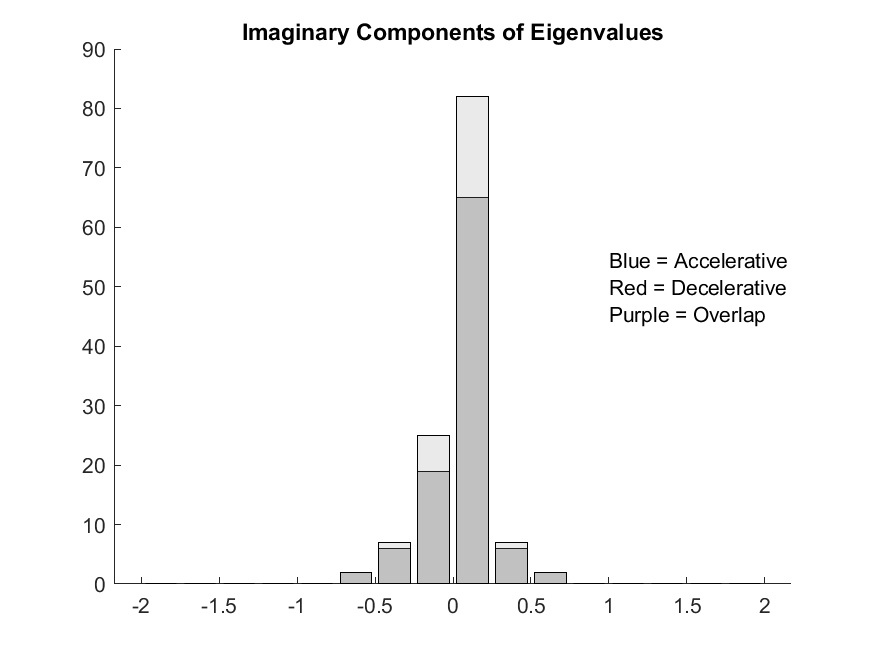 Imaginary Components of Eigenvalues
90
80
70
60
50
40
30
20
10
0
Blue = Accelerative
Red = Decelerative
Purple = Overlap
-2 -1.5 -1 -0.5 0 0.5 1 1.5 2